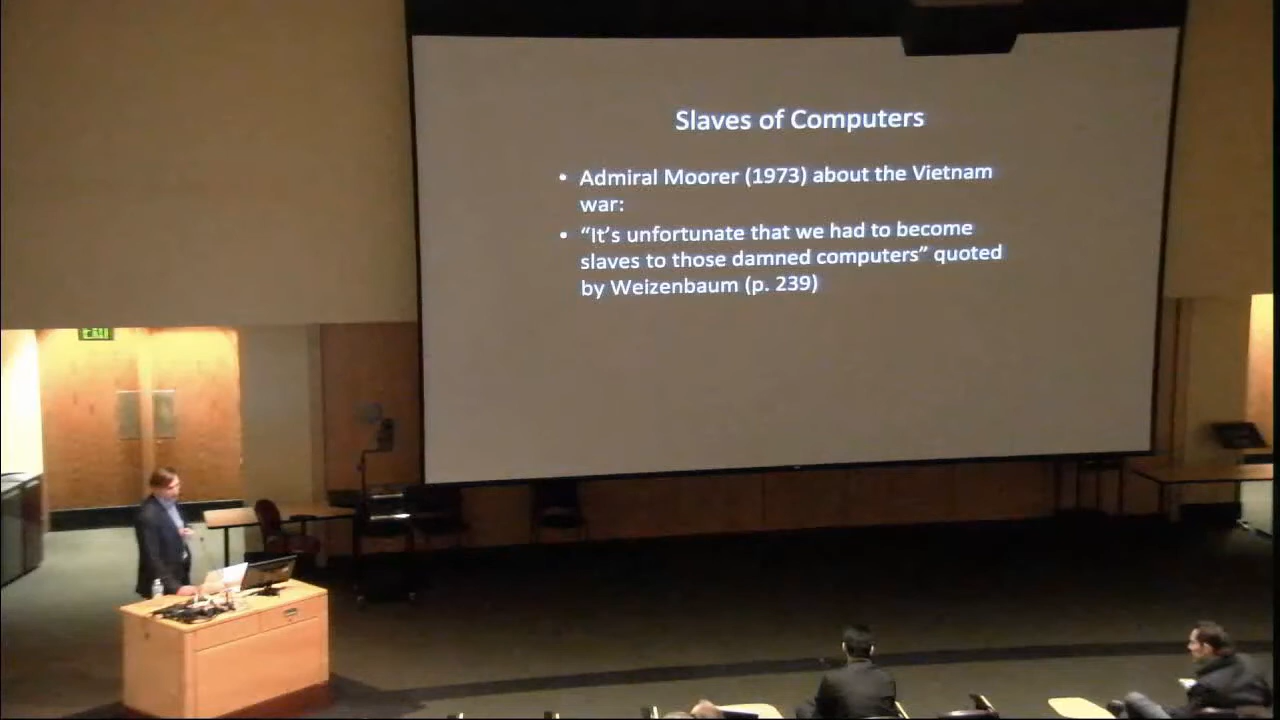 EXIT
Slaves of Computers
• Admiral Moorer (1973) about the Vietnam
war:
• “It’s unfortunate that we had to become
slaves to those damned computers” quoted
by Weizenbaum (p. 239)